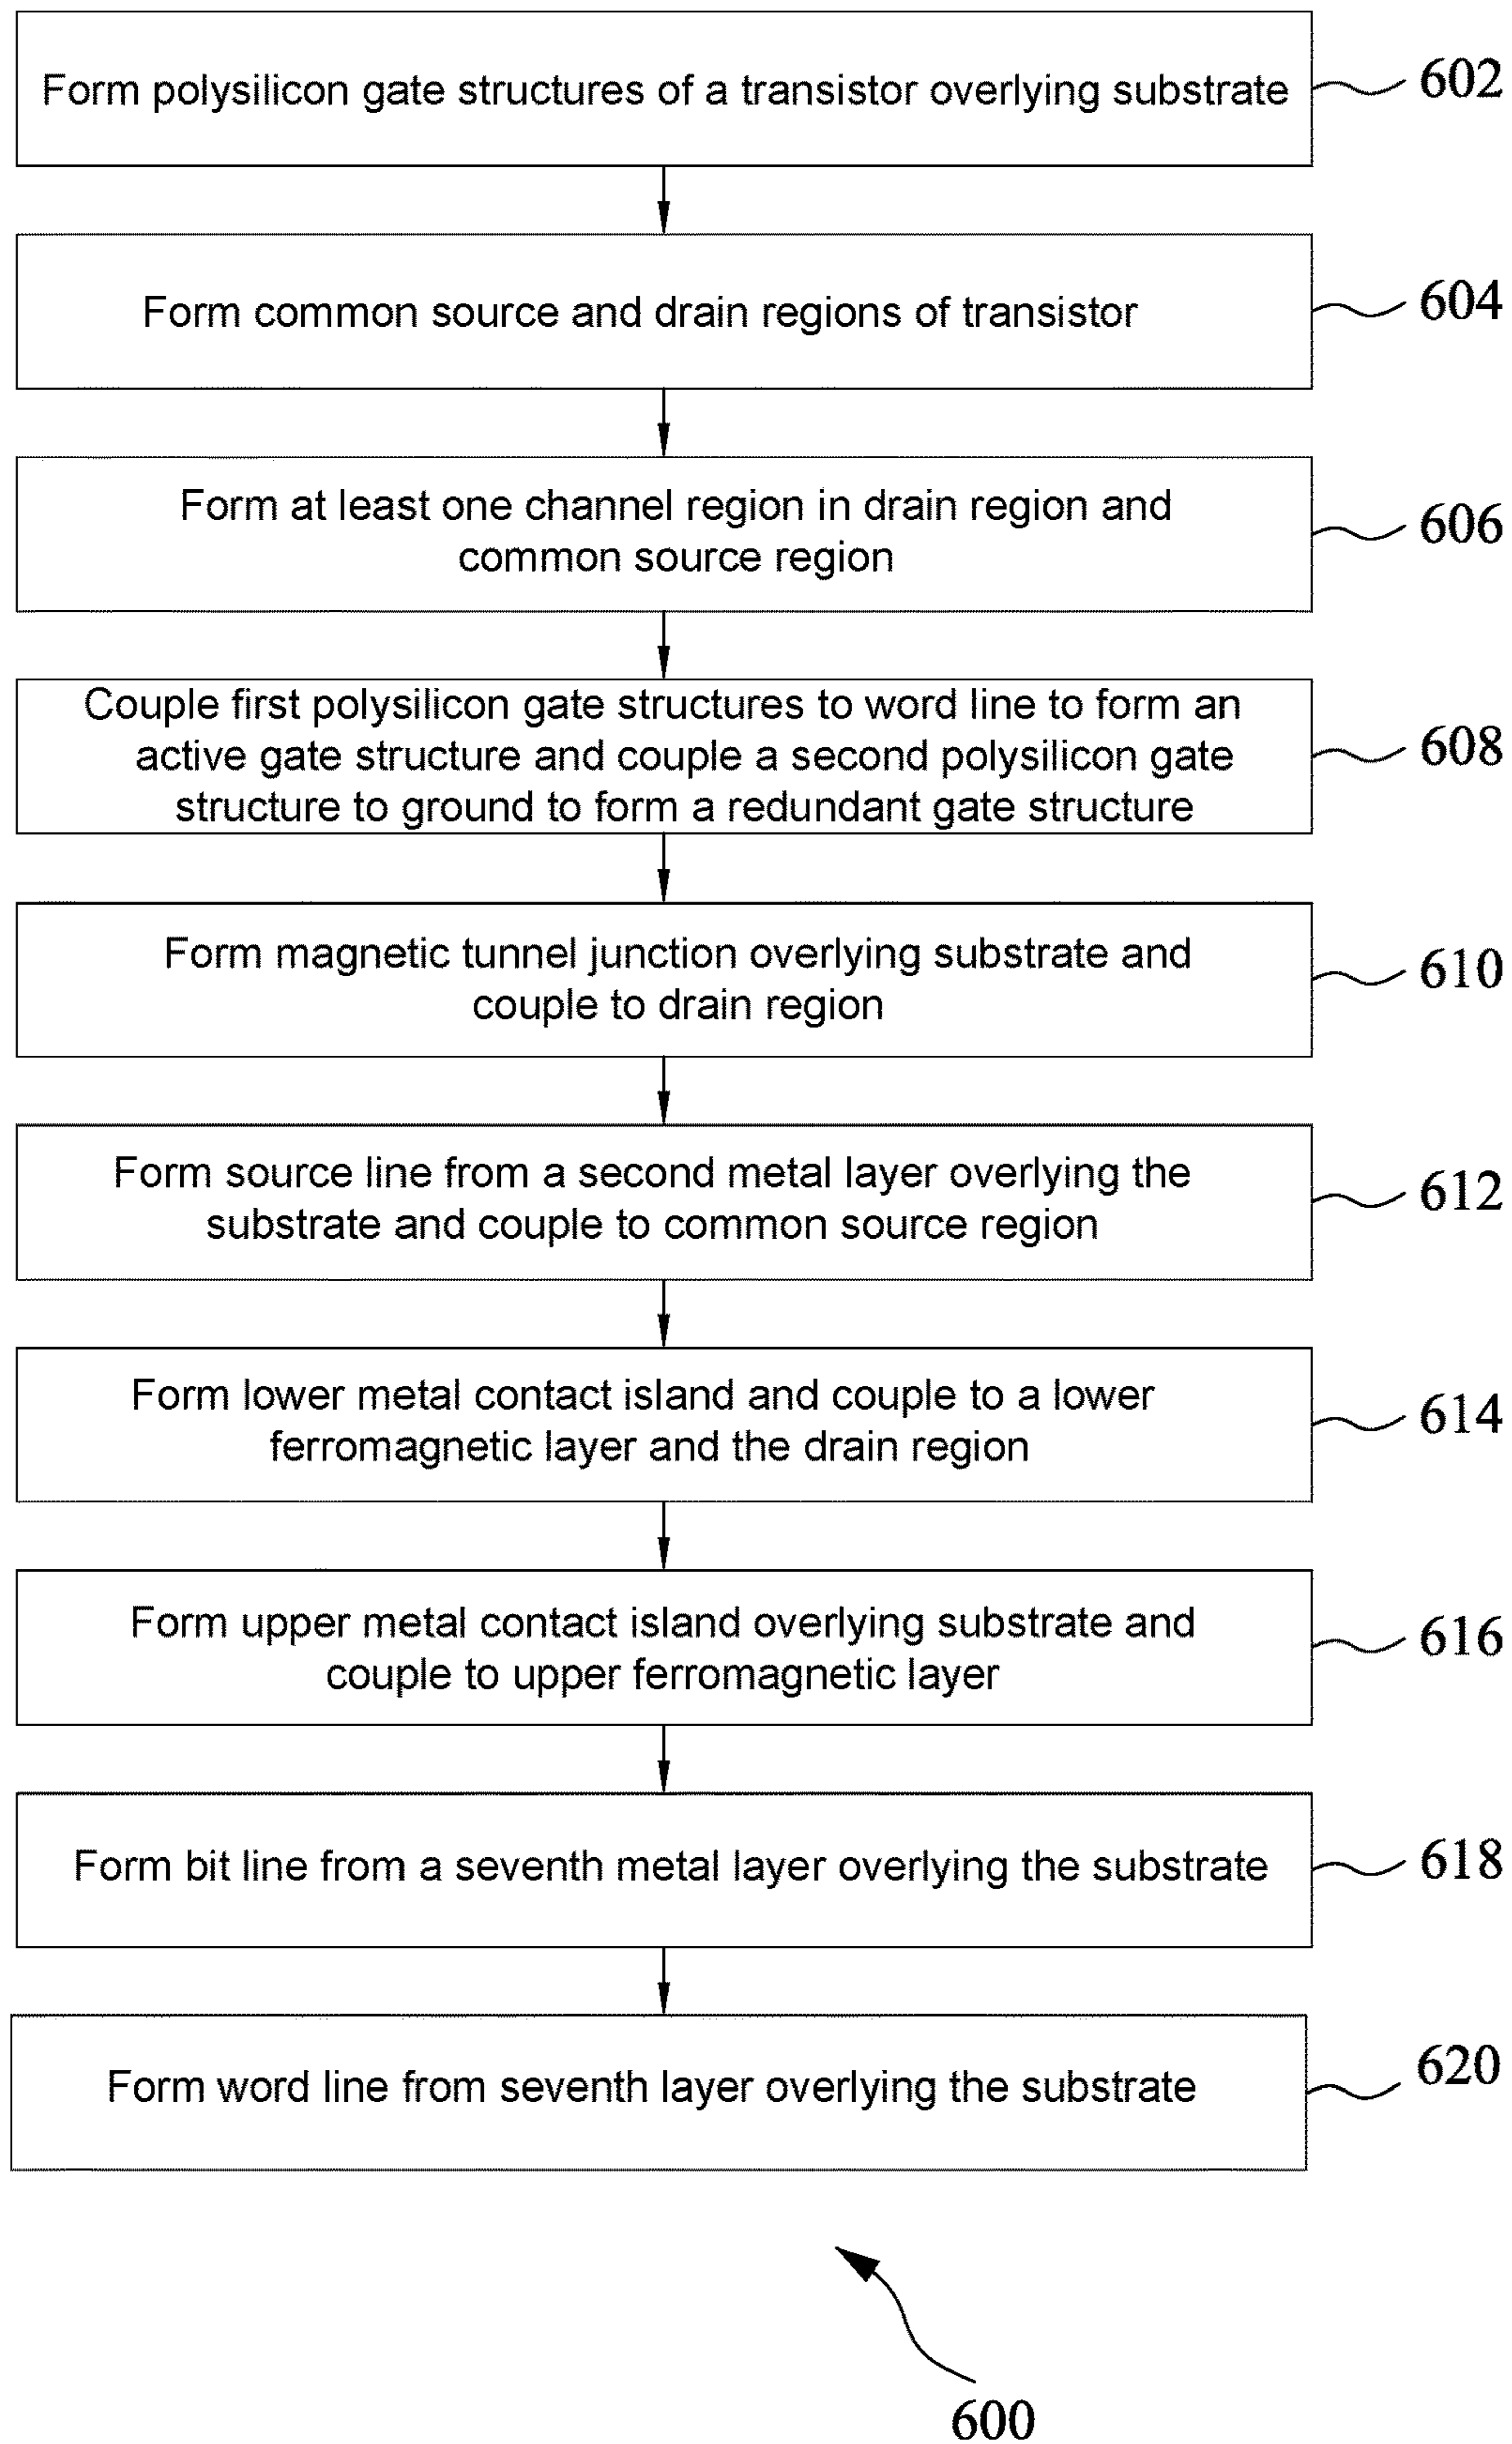 Form polysilicon gate structures of a transistor overlying substrate
602
Form common source and drain regions of transistor
604
Form at least one channel region in drain region and
common source region
606
Couple first polysilicon gate structures to word line to form an
active gate structure and couple a second polysilicon gate
structure to ground to form a redundant gate structure
608
Form magnetic tunnel junction overlying substrate and
couple to drain region
610
Form source line from a second metal layer overlying the
substrate and couple to common source region
612
Form lower metal contact island and couple to a lower
ferromagnetic layer and the drain region
614
Form upper metal contact island overlying substrate and
couple to upper ferromagnetic layer
616
Form bit line from a seventh metal layer overlying the substrate
618
Form word line from seventh layer overlying the substrate
620
600